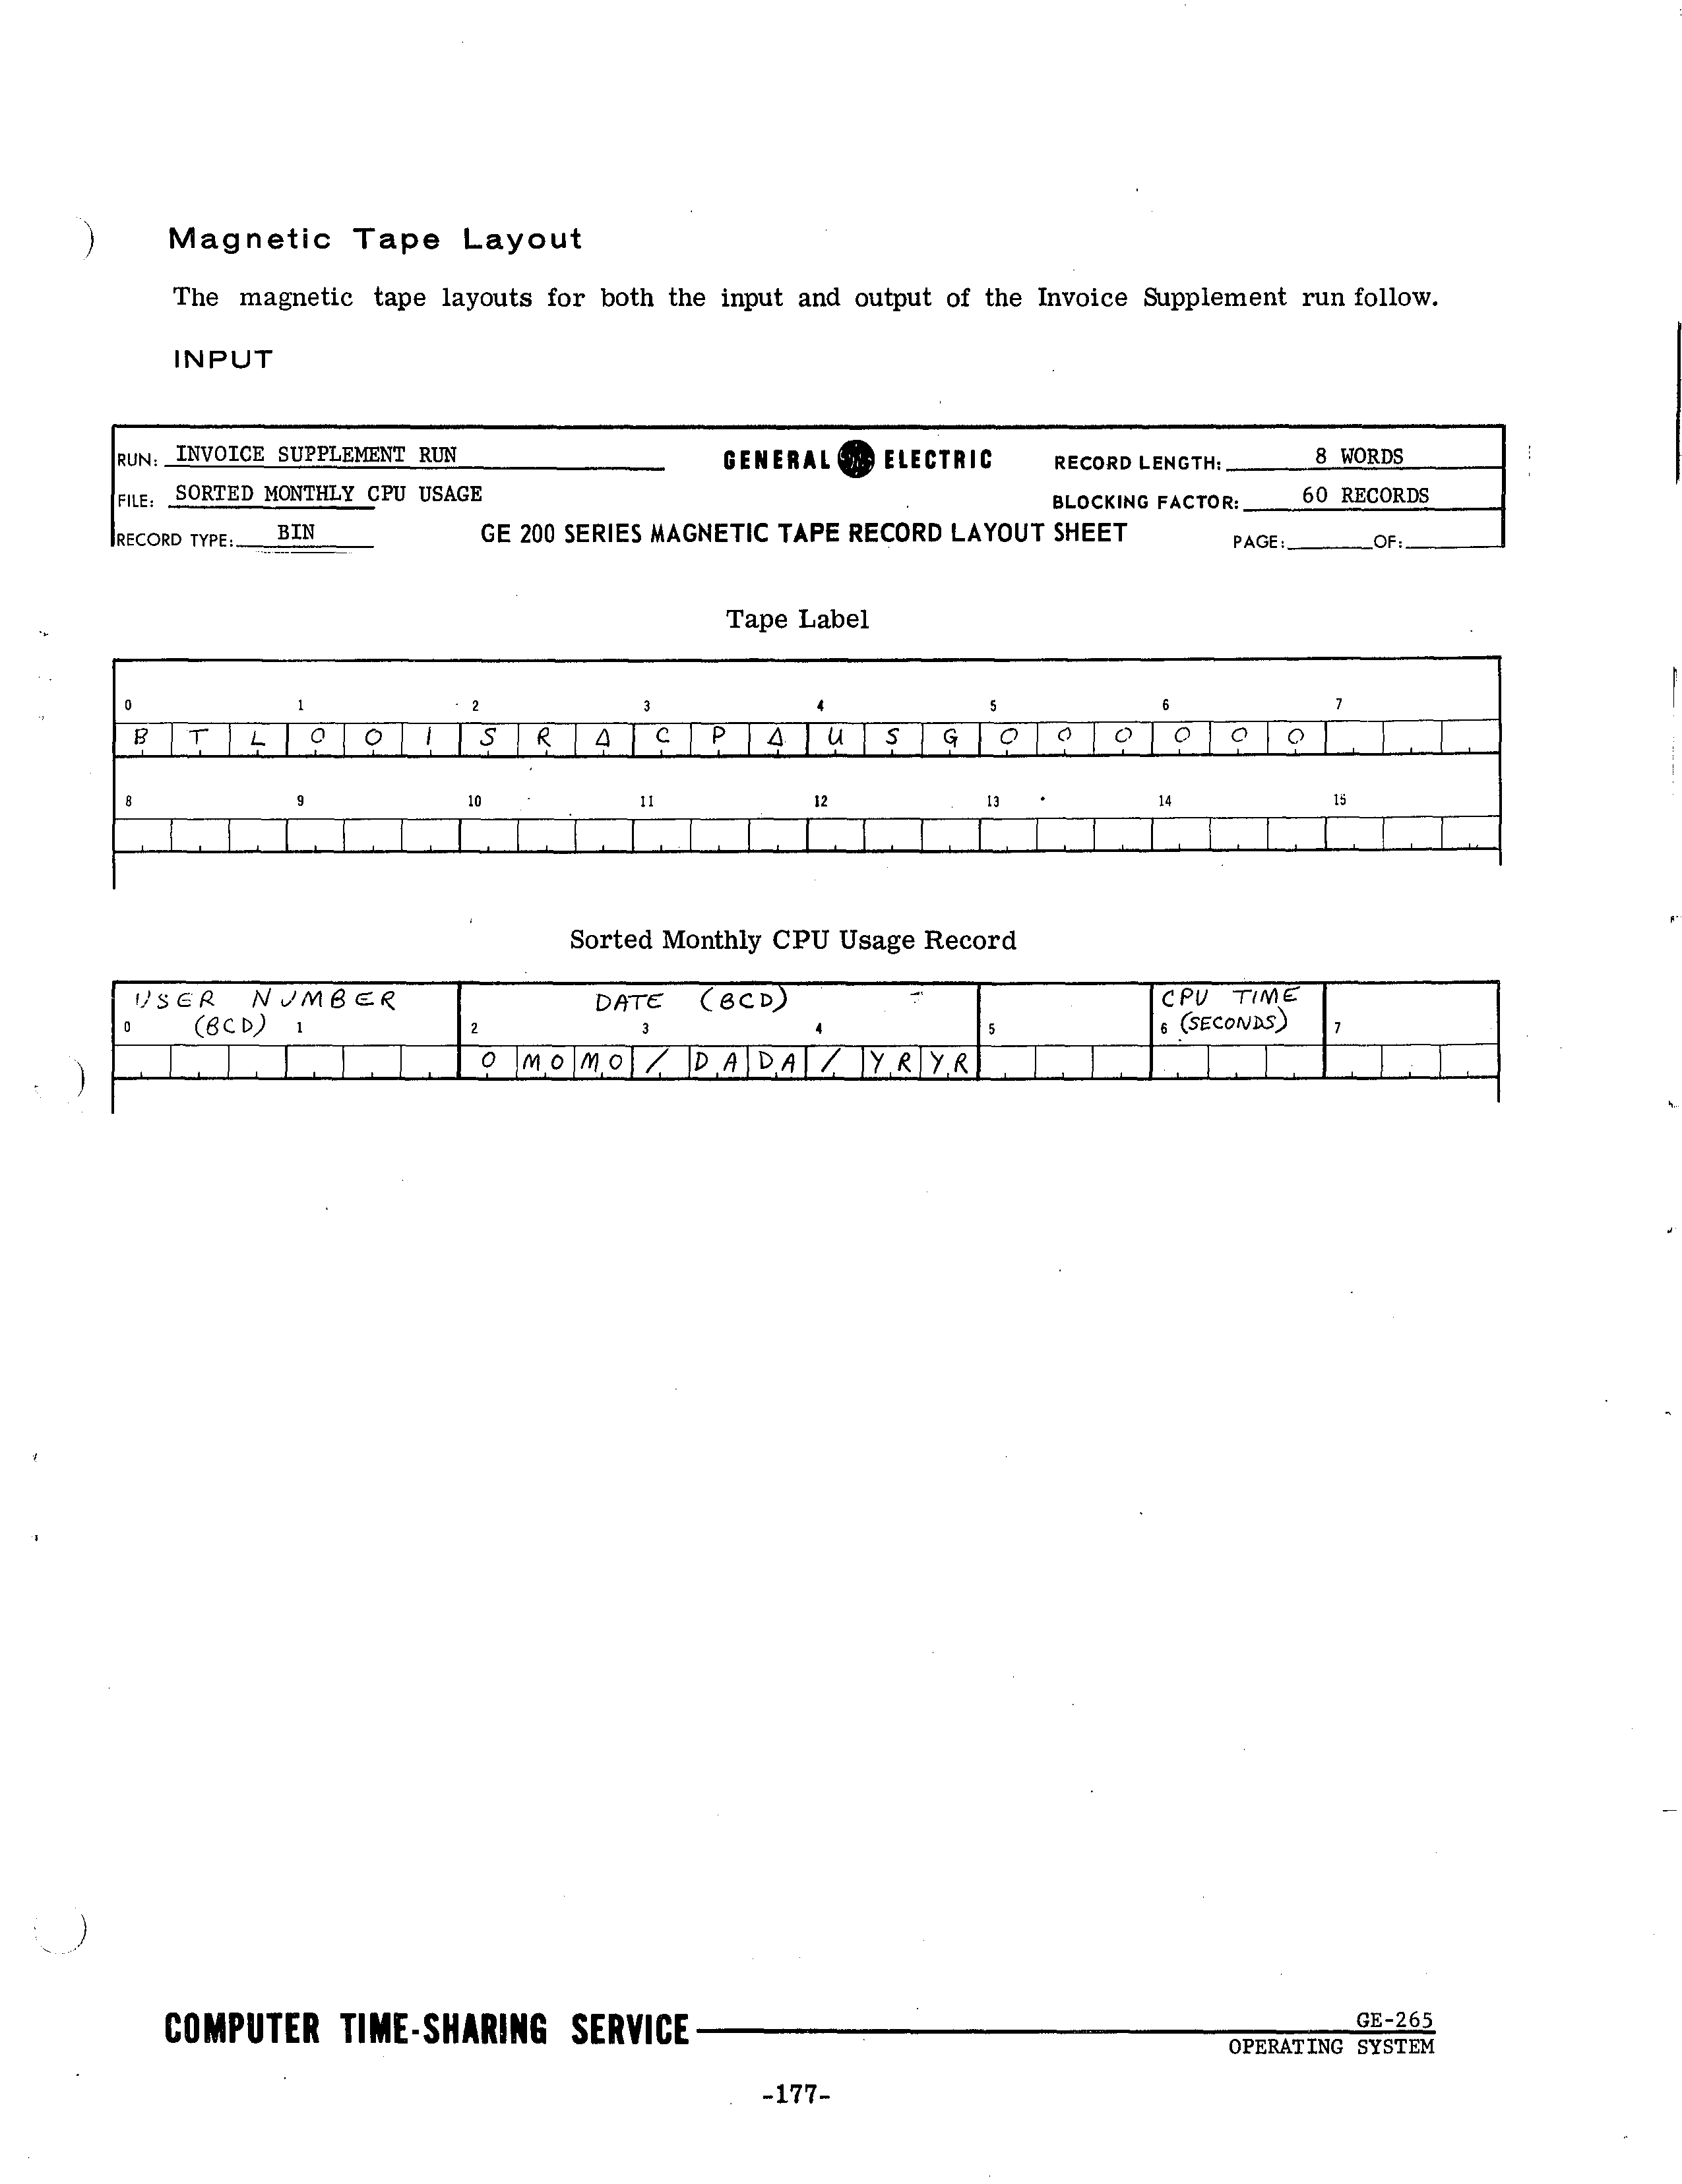 Magnetic Tape Layout
The magnetic tape layouts for both the input and output of the Invoice Supplement run follow.
INPUT
RUN: INVOICE SUPPLEMENT RUN GENERAL ELECTRIC RECORD LENGTH: 8 WORDS
FILE: SORTED MONTHLY CPU USAGE BLOCKING FACTOR: 60 RECORDS
RECORD TYPE: BIN GE 200 SERIES MAGNETIC TAPE RECORD LAYOUT SHEET PAGE: OF:
Tape Label
0 1 2 3 4 5 6 7
B T L 0 0 1 S R Δ C P Δ U S G 0 0 0 0 0 0
8 9 10 11 12 13 14 15
Sorted Monthly CPU Usage Record
USER NUMBER DATE (BCD) CPU TIME
0 (BCD) 1 2 3 4 5 6 (SECONDS) 7
0 MO MO / DA DA / YR YR
COMPUTER TIME-SHARING SERVICE GE-265
OPERATING SYSTEM
-177-